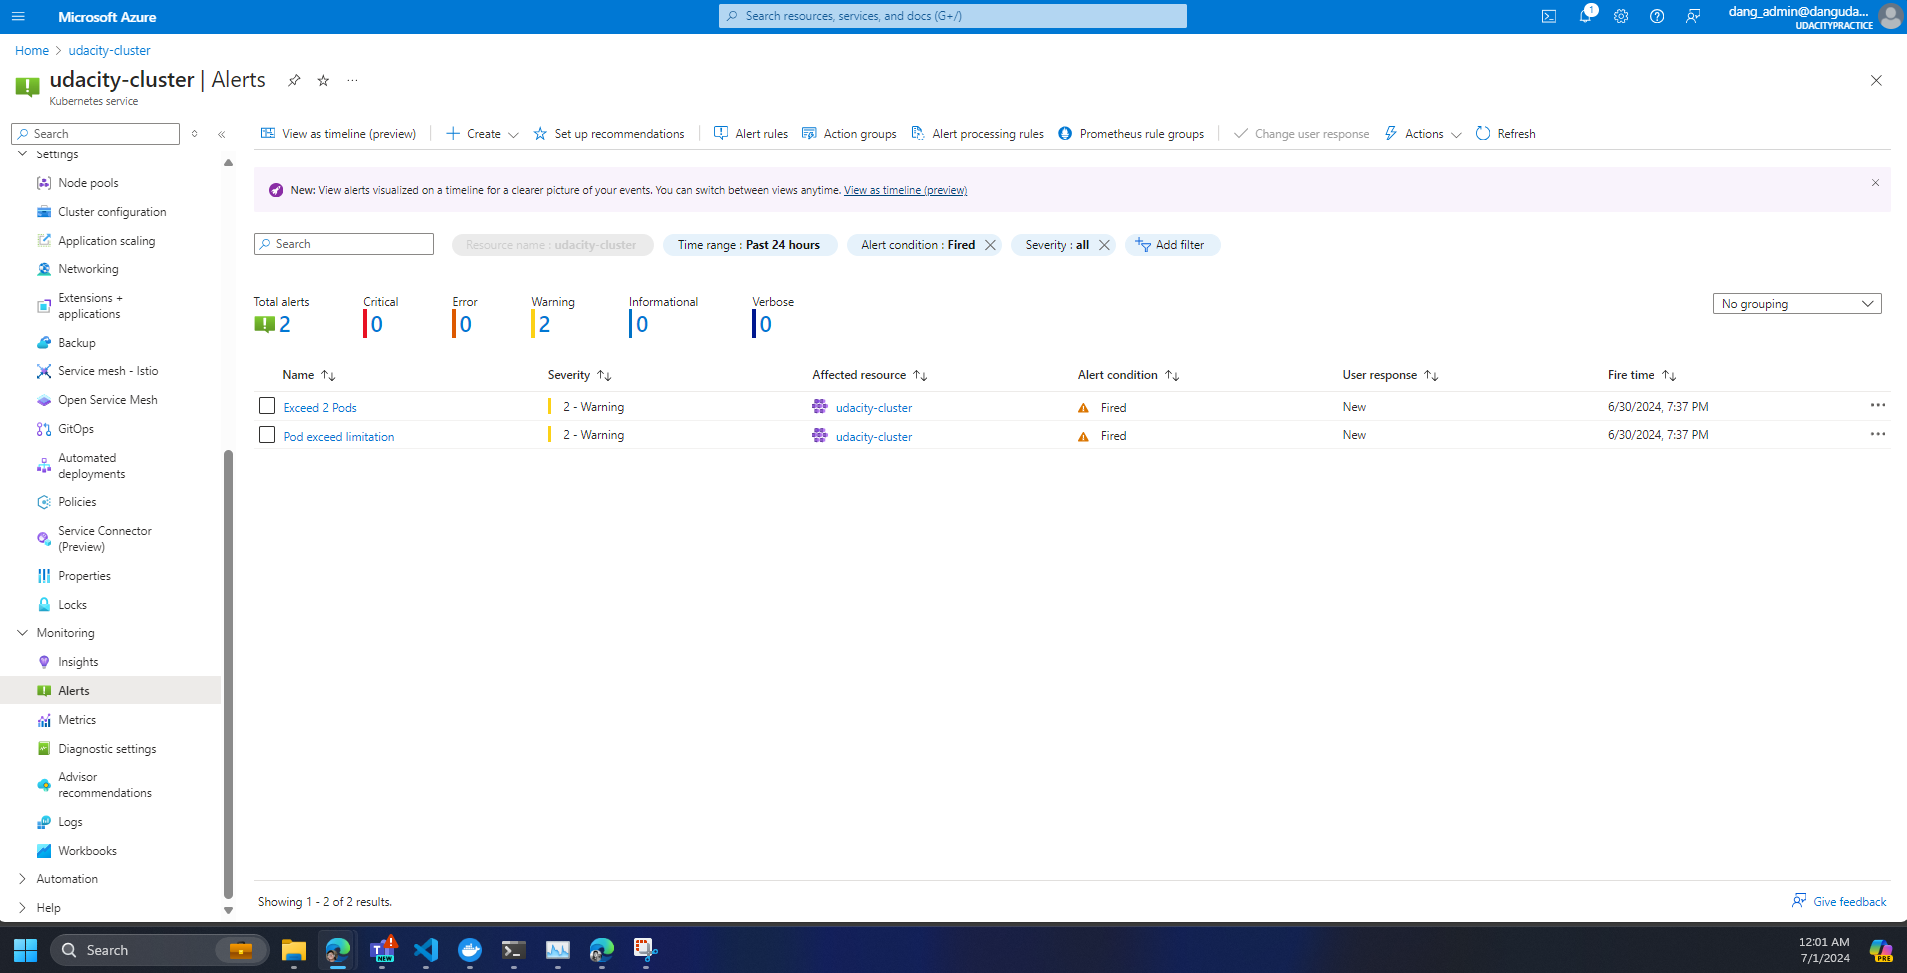 Microsoft Azure
Search resources, services, and docs (G+/)
1
dang_admin@danguda...
UDACITYPRACTICE
Home > udacity-cluster
udacity-cluster | Alerts
Kubernetes service
Search
View as timeline (preview)
Create
Set up recommendations
Alert rules
Action groups
Alert processing rules
Prometheus rule groups
Change user response
Actions
Refresh
Settings
Node pools
Cluster configuration
Application scaling
Networking
Extensions +
applications
Backup
Service mesh - Istio
Open Service Mesh
GitOps
Automated
deployments
Policies
Service Connector
(Preview)
Properties
Locks
Monitoring
Insights
Alerts
Metrics
Diagnostic settings
Advisor
recommendations
Logs
Workbooks
Automation
Help
New: View alerts visualized on a timeline for a clearer picture of your events. You can switch between views anytime. View as timeline (preview)
Search
Resource name : udacity-cluster
Time range : Past 24 hours
Alert condition : Fired
Severity : all
Add filter
Total alerts
2
Critical
0
Error
0
Warning
2
Informational
0
Verbose
0
No grouping
Name Severity Affected resource Alert condition User response Fire time
Exceed 2 Pods 2 - Warning udacity-cluster Fired New 6/30/2024, 7:37 PM
Pod exceed limitation 2 - Warning udacity-cluster Fired New 6/30/2024, 7:37 PM
Showing 1 - 2 of 2 results.
Give feedback
Search
NEW
12:01 AM
7/1/2024
PRE